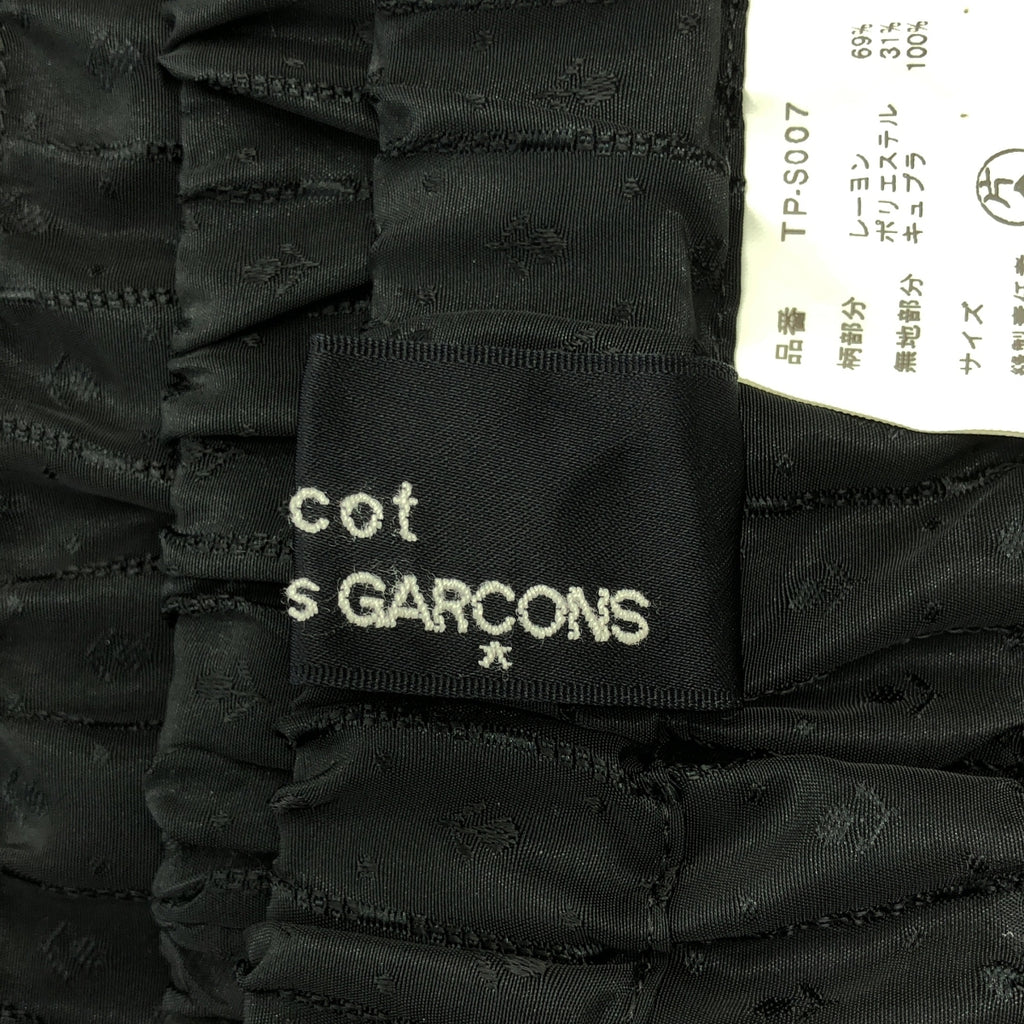 cot
s GARCONS
*
品番 TP-S007
柄部分 レーヨン 69%
ポリエステル 31%
無地部分 キュプラ 100%
サイズ
片